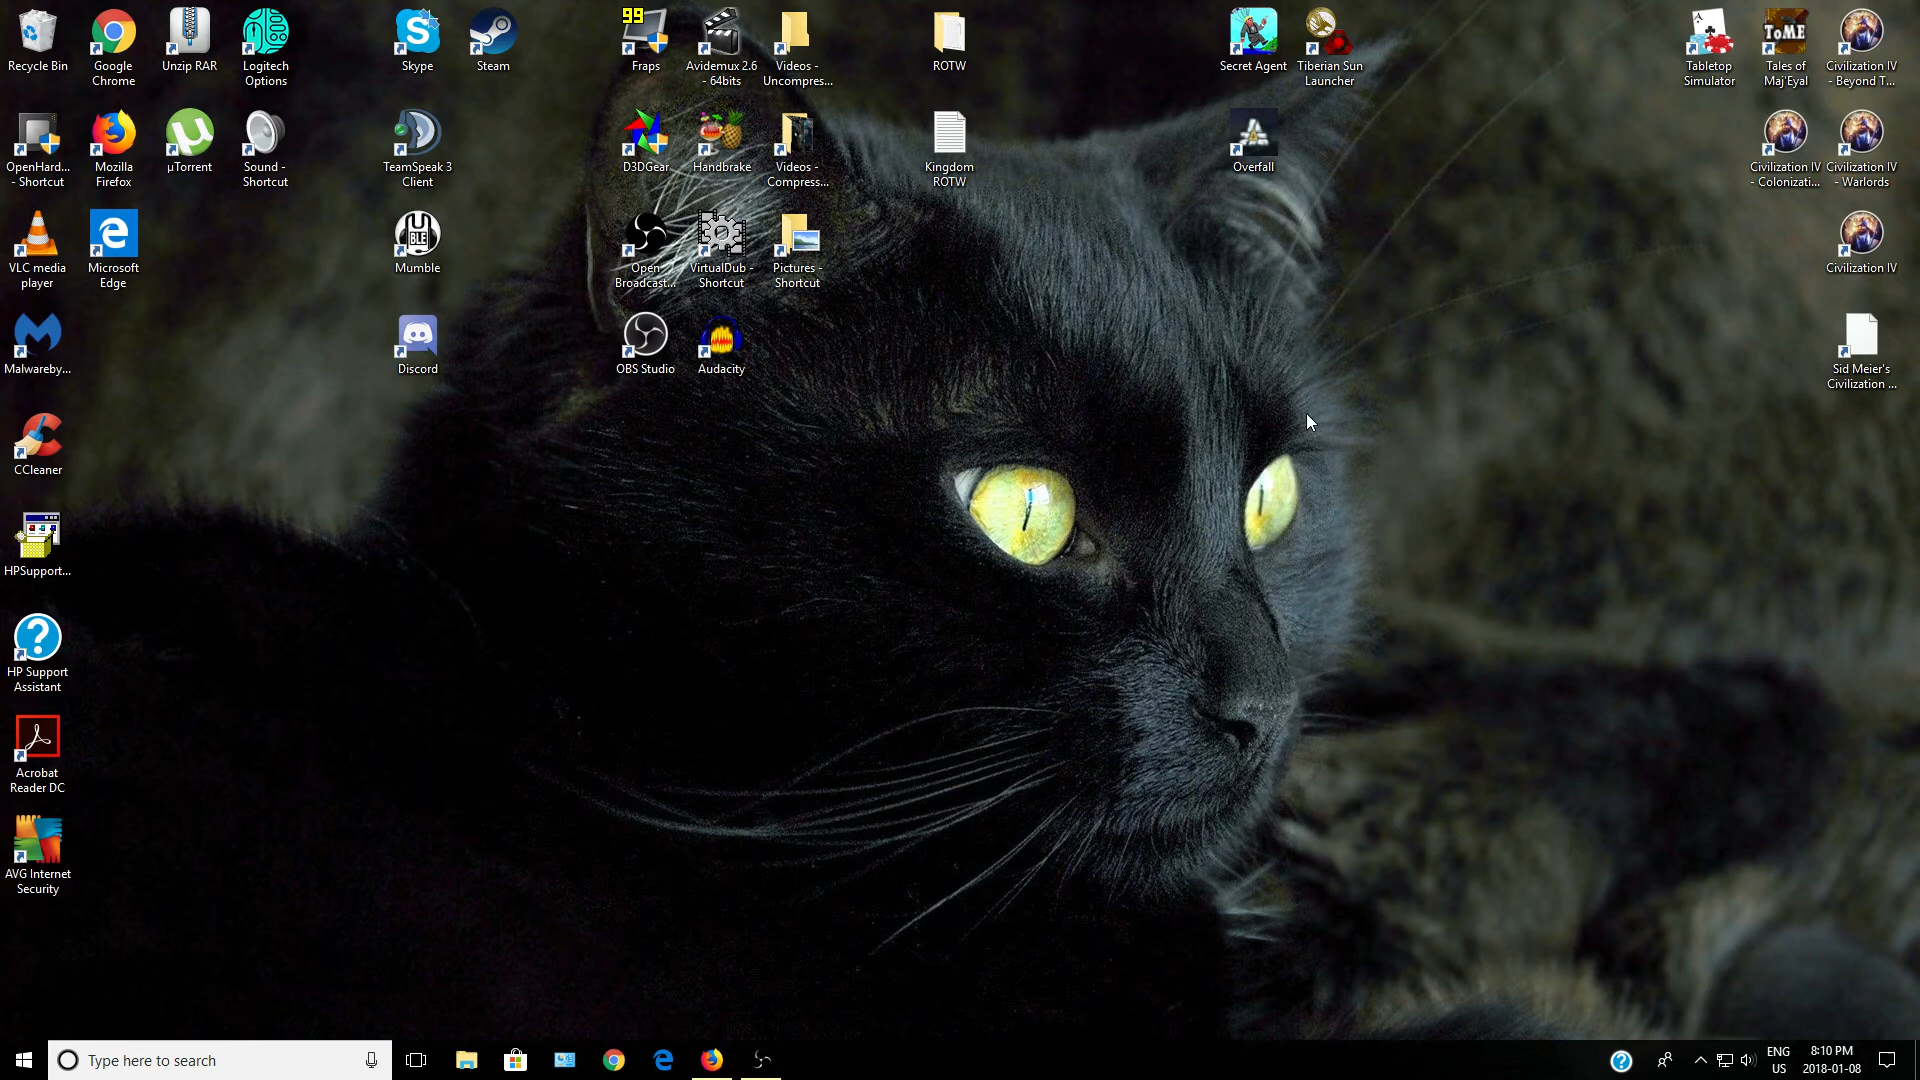 Recycle Bin
Google
Chrome
Unzip RAR
Logitech
Options
Skype
Steam
99
Fraps
Avidemux 2.6
- 64bits
Videos -
Uncompres...
ROTW
Secret Agent
Tiberian Sun
Launcher
Tabletop
Simulator
ToME
Tales of
Maj'Eyal
Civilization IV
- Beyond T...
OpenHard...
- Shortcut
Mozilla
Firefox
µTorrent
Sound -
Shortcut
TeamSpeak 3
Client
D3DGear
Handbrake
Videos -
Compress...
Kingdom
ROTW
Overfall
Civilization IV
- Colonizati...
Civilization IV
- Warlords
VLC media
player
Microsoft
Edge
Mumble
Open
Broadcast...
VirtualDub -
Shortcut
Pictures -
Shortcut
Civilization IV
Malwareby...
Discord
OBS Studio
Audacity
Sid Meier's
Civilization ...
CCleaner
HPSupport...
HP Support
Assistant
Acrobat
Reader DC
AVG Internet
Security
Type here to search
ENG
US
8:10 PM
2018-01-08